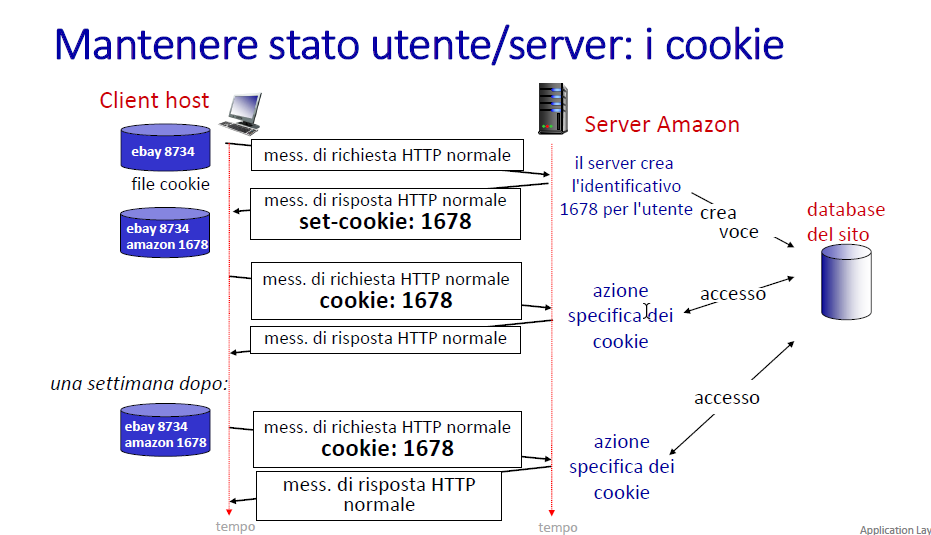 Mantenere stato utente/server: i cookie
Client host
Server Amazon
ebay 8734
file cookie
mess. di richiesta HTTP normale
il server crea
l'identificativo
1678 per l'utente
mess. di risposta HTTP normale
set-cookie: 1678
ebay 8734
amazon 1678
crea
voce
database
del sito
mess. di richiesta HTTP normale
cookie: 1678
azione
specifica dei
cookie
accesso
mess. di risposta HTTP normale
una settimana dopo:
ebay 8734
amazon 1678
mess. di richiesta HTTP normale
cookie: 1678
accesso
azione
specifica dei
cookie
mess. di risposta HTTP
normale
tempo
tempo
Application Lay